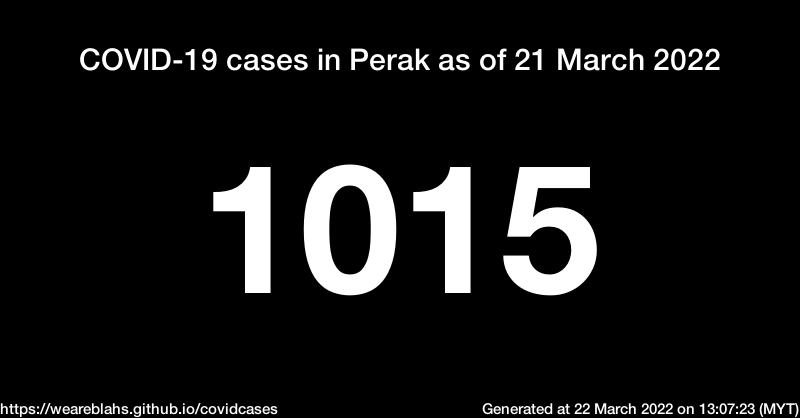 COVID-19 cases in Perak as of 21 March 2022
1015
https://weareblahs.github.io/covidcases
Generated at 22 March 2022 on 13:07:23 (MYT)